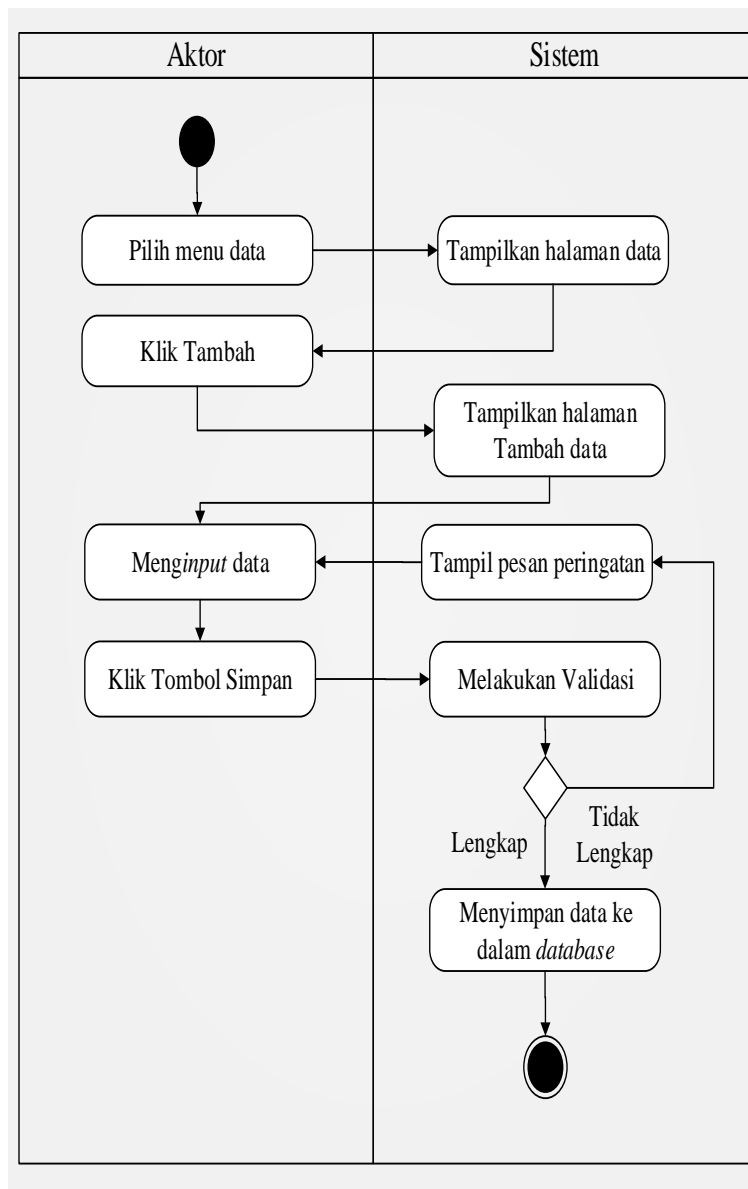 Aktor
Sistem
Pilih menu data
Tampilkan halaman data
Klik Tambah
Tampilkan halaman
Tambah data
Menginput data
Tampil pesan peringatan
Klik Tombol Simpan
Melakukan Validasi
Lengkap
Tidak
Lengkap
Menyimpan data ke
dalam database